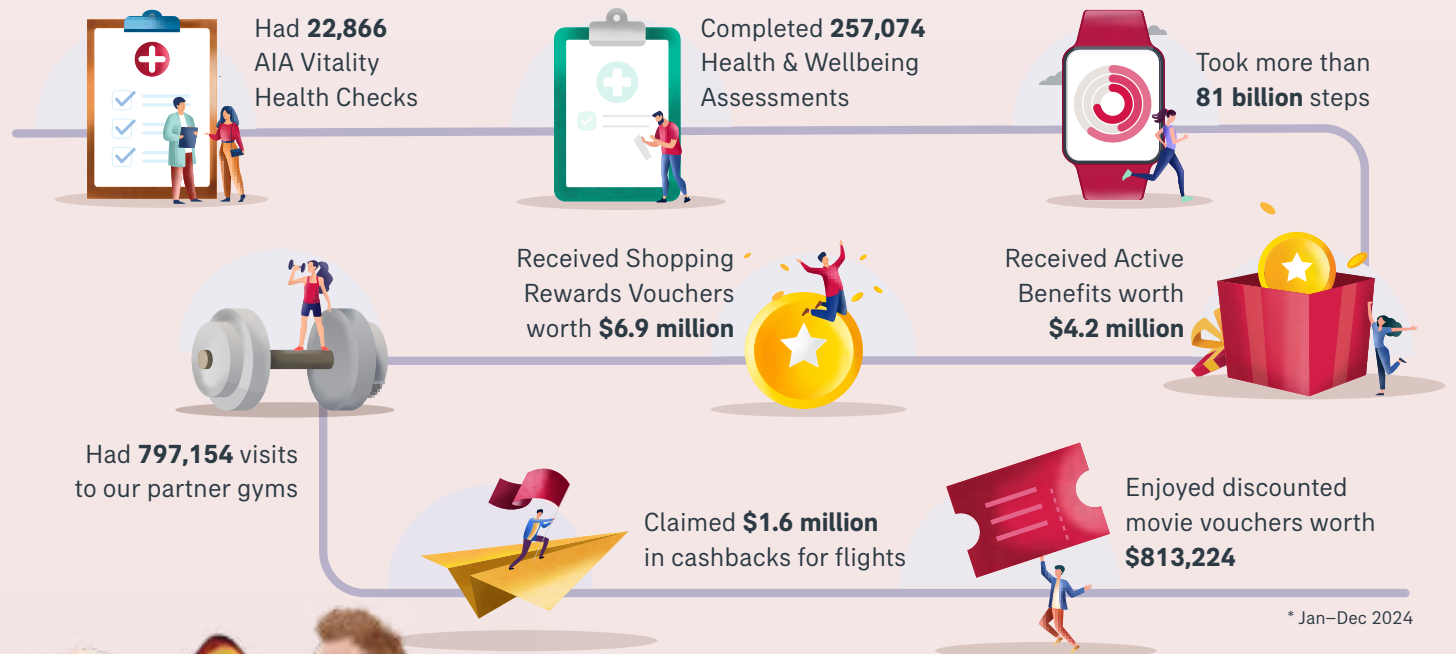 Had 22,866
AIA Vitality
Health Checks
Completed 257,074
Health & Wellbeing
Assessments
Took more than
81 billion steps
Received Active
Benefits worth
$4.2 million
Received Shopping
Rewards Vouchers
worth $6.9 million
Had 797,154 visits
to our partner gyms
Claimed $1.6 million
in cashbacks for flights
Enjoyed discounted
movie vouchers worth
$813,224
* Jan–Dec 2024